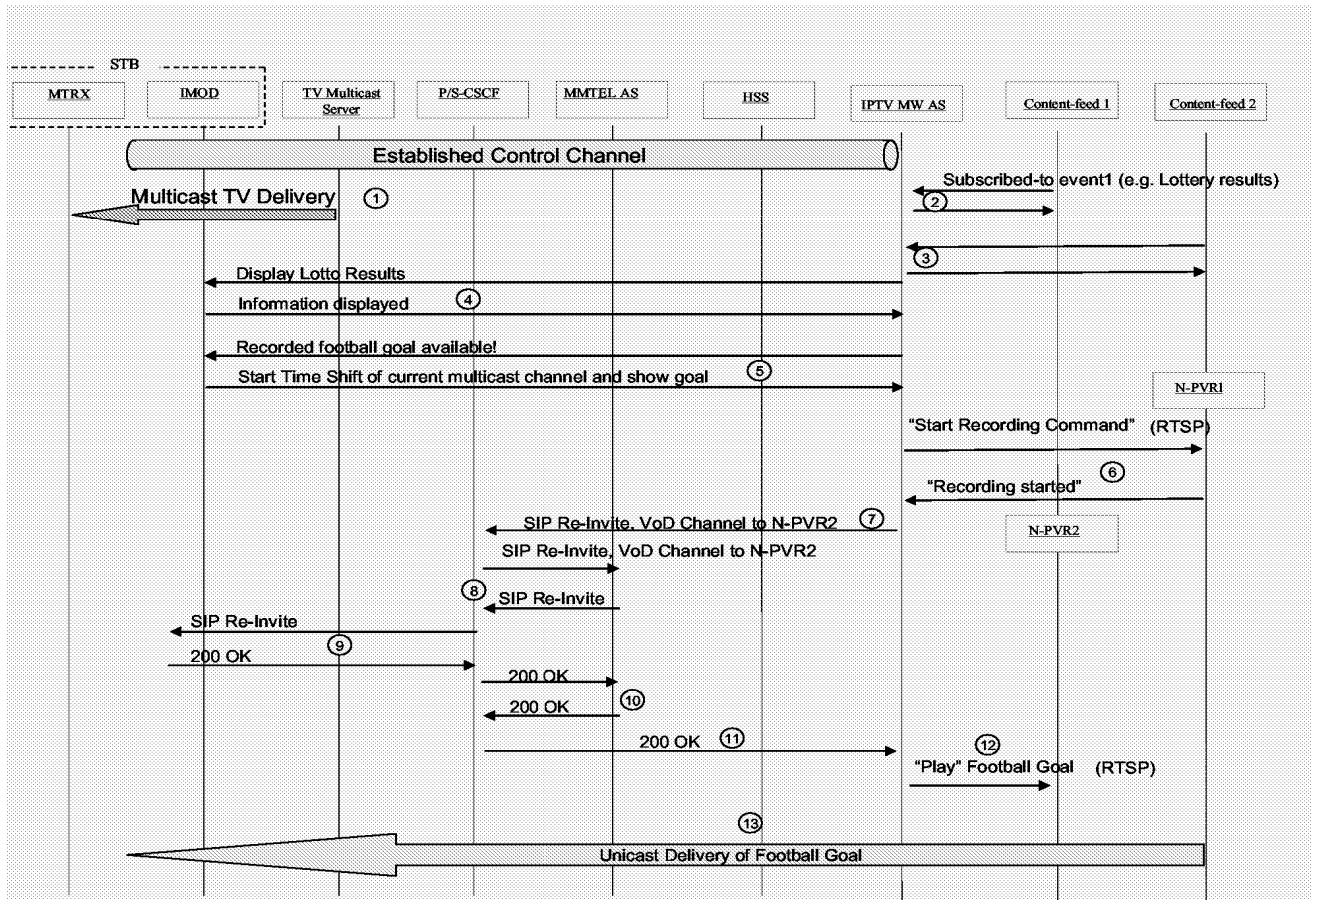 STB
MTRX
IMOD
TV Multicast
Server
P/S-CSCF
MMTEL AS
HSS
IPTV MW AS
Content-feed 1
Content-feed 2
Established Control Channel
Multicast TV Delivery
1
Subscribed-to event1 (e.g. Lottery results)
2
3
Display Lotto Results
4
Information displayed
Recorded football goal available!
5
Start Time Shift of current multicast channel and show goal
N-PVR1
"Start Recording Command" (RTSP)
6
"Recording started"
7
SIP Re-Invite, VoD Channel to N-PVR2
N-PVR2
SIP Re-Invite, VoD Channel to N-PVR2
8
SIP Re-Invite
SIP Re-Invite
9
200 OK
200 OK
10
200 OK
200 OK
11
12
"Play" Football Goal (RTSP)
13
Unicast Delivery of Football Goal